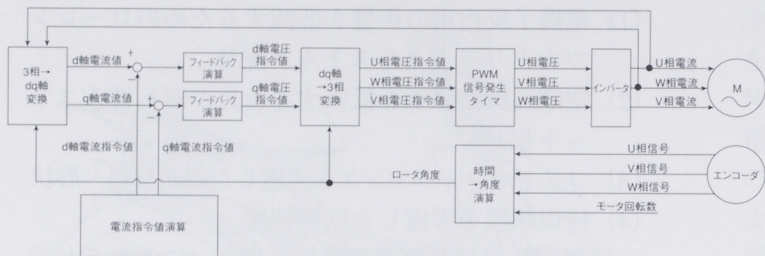 3相→
dq軸
変換
d軸電流値
q軸電流値
+
−
+
−
フィードバック
演算
フィードバック
演算
d軸電圧
指令値
q軸電圧
指令値
dq軸
→3相
変換
U相電圧指令値
W相電圧指令値
V相電圧指令値
PWM
信号発生
タイマ
U相電圧
V相電圧
W相電圧
インバータ
U相電流
W相電流
V相電流
M
d軸電流指令値
q軸電流指令値
電流指令値演算
ロータ角度
時間
→角度
演算
U相信号
V相信号
W相信号
モータ回転数
エンコーダ